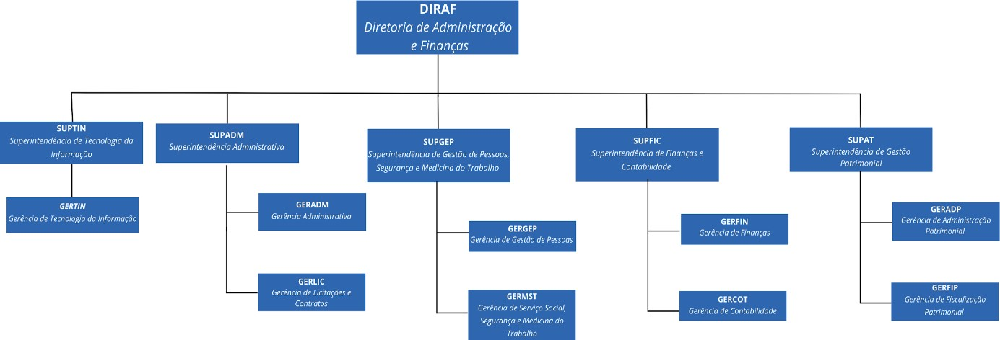 DIRAF
Diretoria de Administração
e Finanças
SUPTIN
Superintendência de Tecnologia da
Informação
GERTIN
Gerência de Tecnologia da Informação
SUPADM
Superintendência Administrativa
GERADM
Gerência Administrativa
GERLIC
Gerência de Licitações e
Contratos
SUPGEP
Superintendência de Gestão de Pessoas,
Segurança e Medicina do Trabalho
GERGEP
Gerência de Gestão de Pessoas
GERMST
Gerência de Serviço Social,
Segurança e Medicina do
Trabalho
SUPFIC
Superintendência de Finanças e
Contabilidade
GERFIN
Gerência de Finanças
GERCOT
Gerência de Contabilidade
SUPAT
Superintendência de Gestão
Patrimonial
GERADP
Gerência de Administração
Patrimonial
GERFIP
Gerência de Fiscalização
Patrimonial